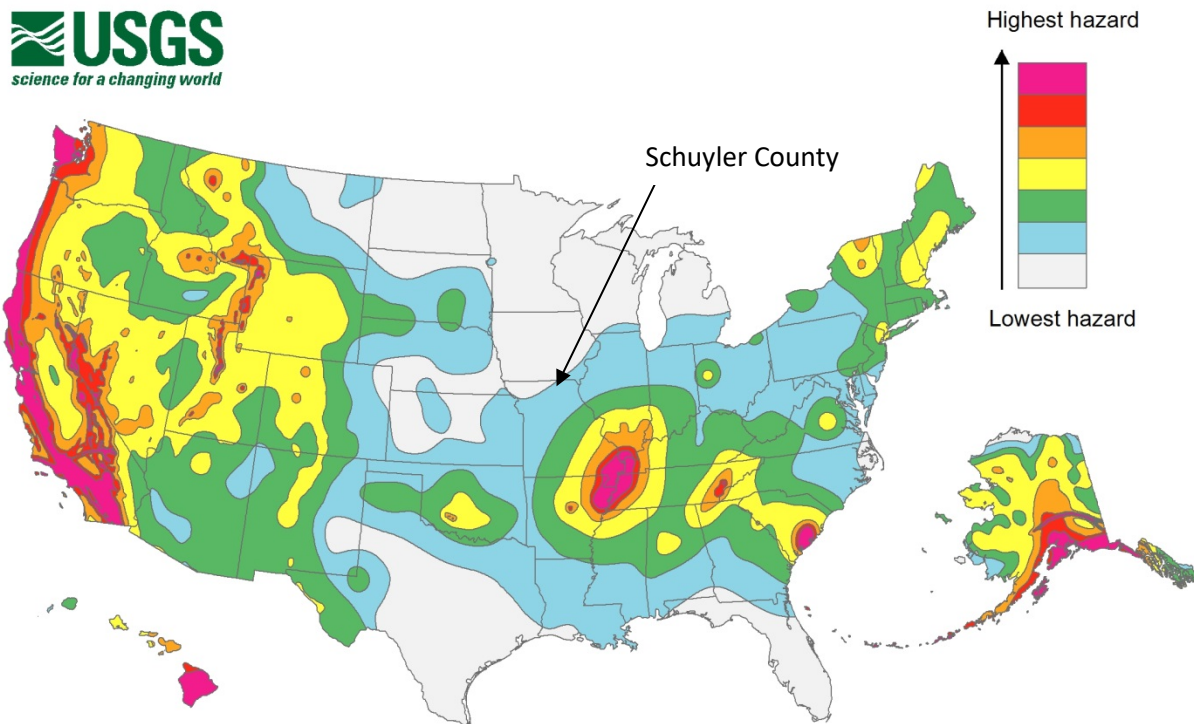 USGS
science for a changing world
Highest hazard
Schuyler County
Lowest hazard